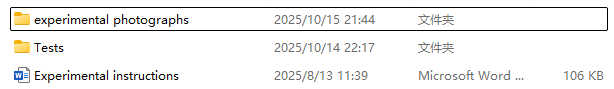 experimental photographs 2025/10/15 21:44 文件夹
Tests 2025/10/14 22:17 文件夹
Experimental instructions 2025/8/13 11:39 Microsoft Word ... 106 KB